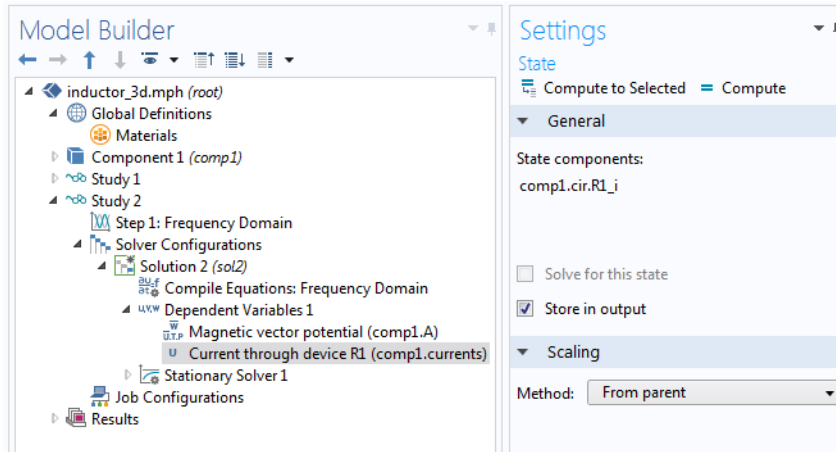 Model Builder
inductor_3d.mph (root)
Global Definitions
Materials
Component 1 (comp1)
Study 1
Study 2
Step 1: Frequency Domain
Solver Configurations
Solution 2 (sol2)
Compile Equations: Frequency Domain
Dependent Variables 1
Magnetic vector potential (comp1.A)
Current through device R1 (comp1.currents)
Stationary Solver 1
Job Configurations
Results
Settings
State
Compute to Selected = Compute
General
State components:
comp1.cir.R1_i
Solve for this state
Store in output
Scaling
Method: From parent